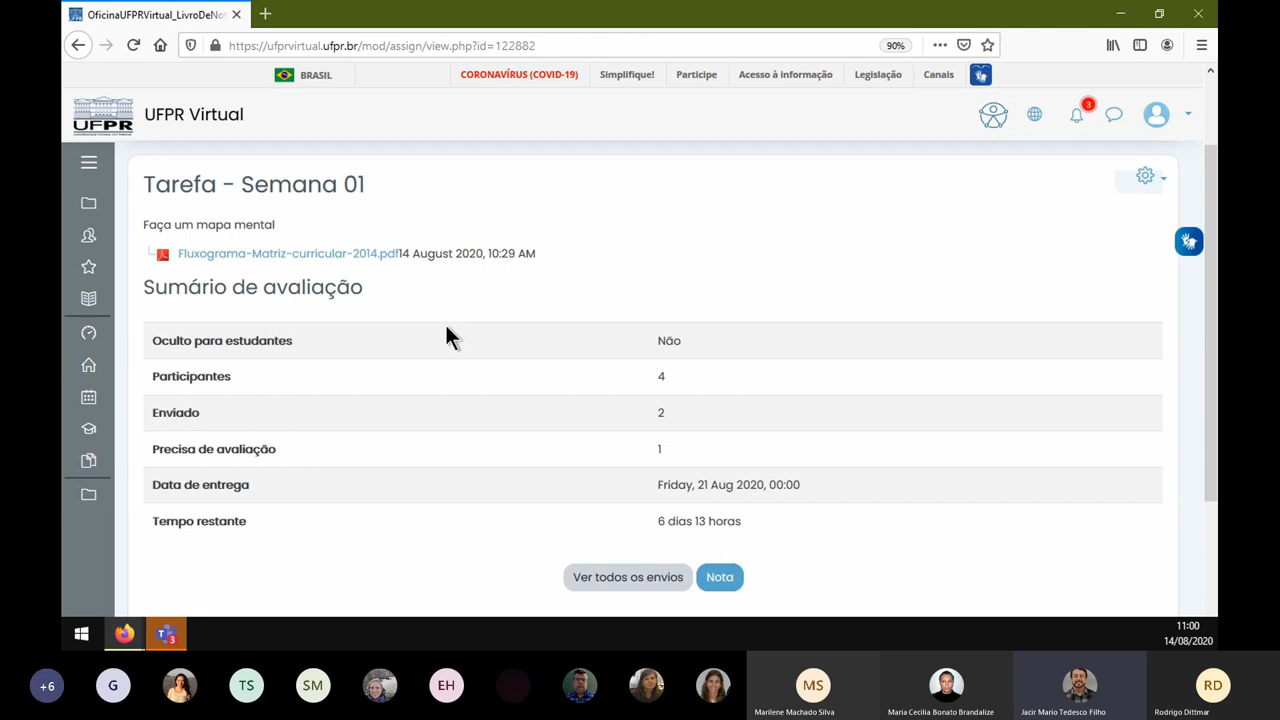 OficinaUFPRVirtual_LivroDeNot
https://ufprvirtual.ufpr.br/mod/assign/view.php?id=122882
90%
BRASIL
CORONAVÍRUS (COVID-19)
Simplifique!
Participe
Acesso à informação
Legislação
Canais
UFPR
UFPR Virtual
3
Tarefa - Semana 01
Faça um mapa mental
Fluxograma-Matriz-curricular-2014.pdf14 August 2020, 10:29 AM
Sumário de avaliação
Oculto para estudantes Não
Participantes 4
Enviado 2
Precisa de avaliação 1
Data de entrega Friday, 21 Aug 2020, 00:00
Tempo restante 6 dias 13 horas
Ver todos os envios
Nota
3
11:00
14/08/2020
+6
G
TS
SM
EH
MS
RD
Marilene Machado Silva
Maria Cecilia Bonato Brandalize
Jacir Mario Tedesco Filho
Rodrigo Dittmar